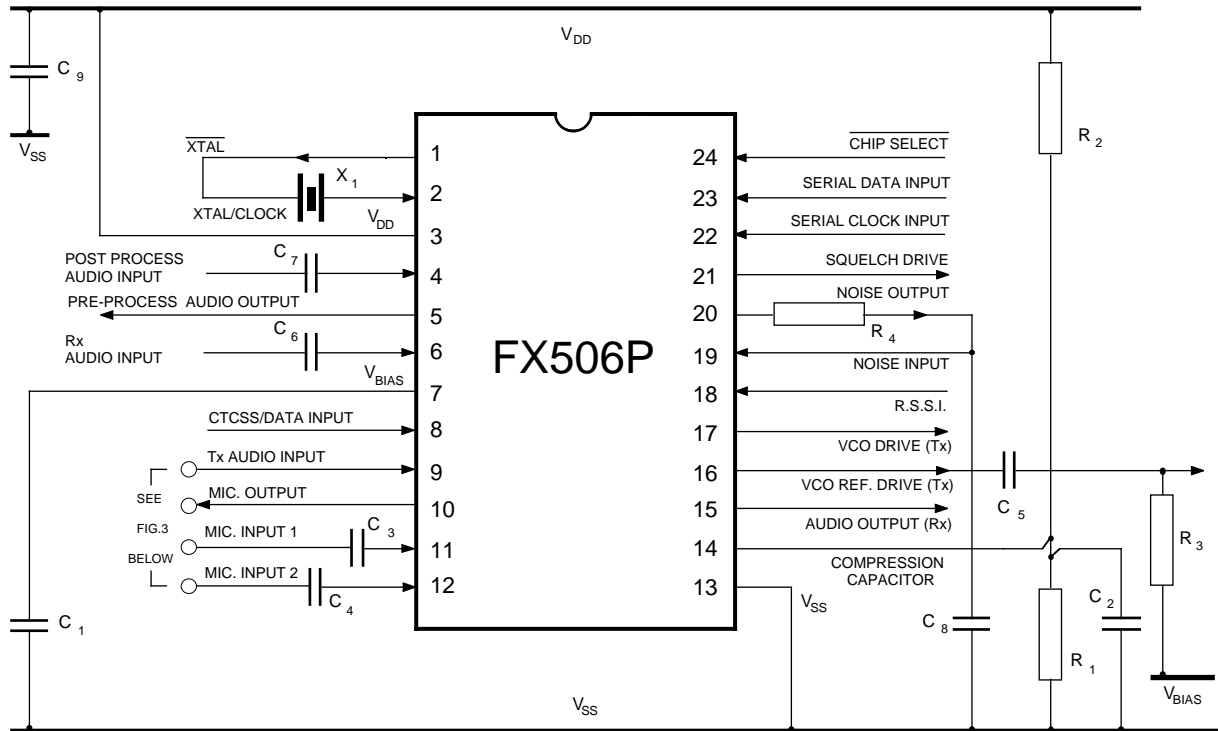 V_DD
C 9
V_SS
XTAL
X 1
XTAL/CLOCK
V_DD
POST PROCESS
AUDIO INPUT
C 7
PRE-PROCESS AUDIO OUTPUT
Rx
AUDIO INPUT
C 6
V_BIAS
CTCSS/DATA INPUT
Tx AUDIO INPUT
SEE
MIC. OUTPUT
FIG.3
MIC. INPUT 1
C 3
BELOW
MIC. INPUT 2
C 4
C 1
1
2
3
4
5
6
7
8
9
10
11
12
FX506P
24
23
22
21
20
19
18
17
16
15
14
13
CHIP SELECT
SERIAL DATA INPUT
SERIAL CLOCK INPUT
SQUELCH DRIVE
NOISE OUTPUT
R 4
NOISE INPUT
R.S.S.I.
VCO DRIVE (Tx)
VCO REF. DRIVE (Tx)
C 5
AUDIO OUTPUT (Rx)
COMPRESSION
CAPACITOR
V_SS
C 8
R 2
R 1
C 2
R 3
V_BIAS
V_SS